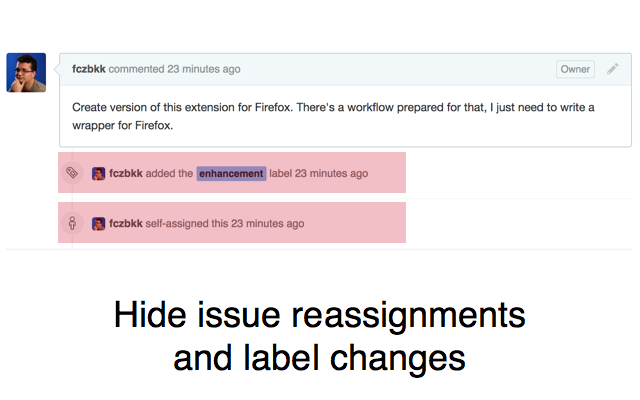 fczbkk commented 23 minutes ago Owner
Create version of this extension for Firefox. There's a workflow prepared for that, I just need to write a
wrapper for Firefox.
fczbkk added the enhancement label 23 minutes ago
fczbkk self-assigned this 23 minutes ago
Hide issue reassignments
and label changes